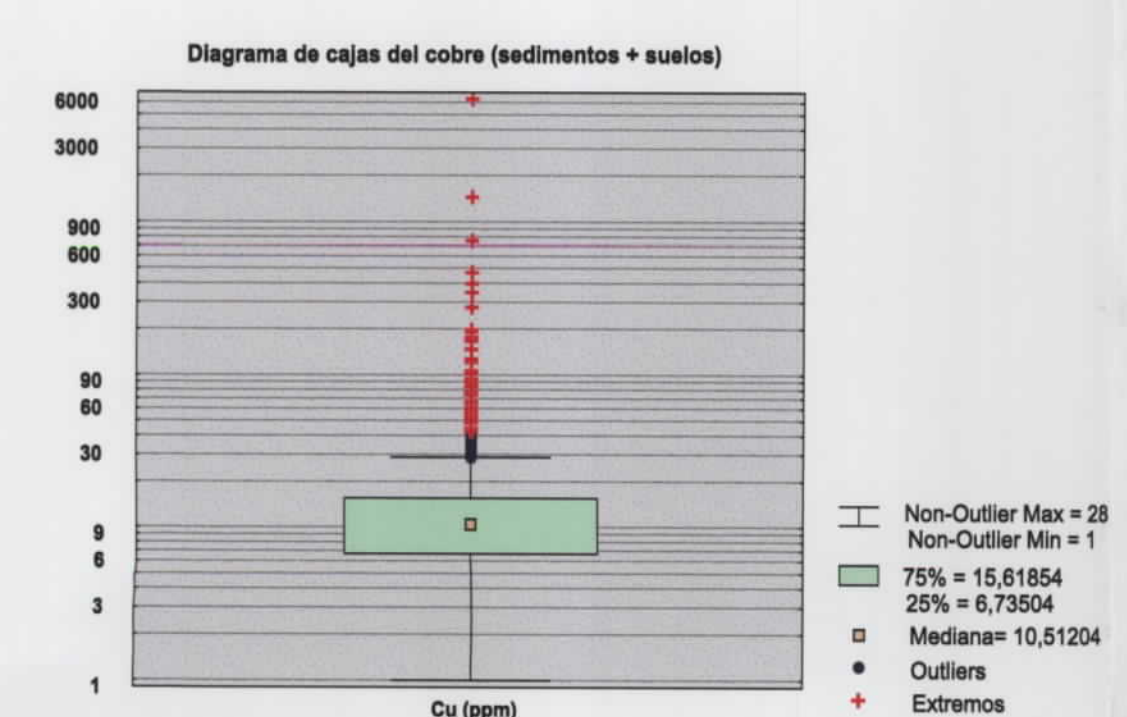 Diagrama de cajas del cobre (sedimentos + suelos)
6000
3000
900
600
300
90
60
30
9
6
3
1
Cu (ppm)
Non-Outlier Max = 28
Non-Outlier Min = 1
75% = 15,61854
25% = 6,73504
Mediana= 10,51204
Outliers
Extremos